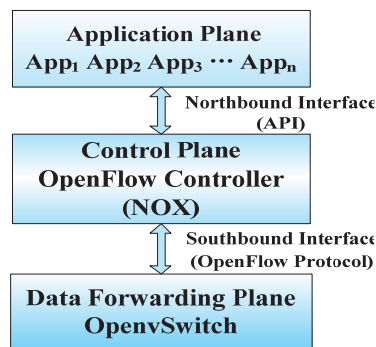 Application Plane
App₁ App₂ App₃ ··· Appₙ
Northbound Interface
(API)
Control Plane
OpenFlow Controller
(NOX)
Southbound Interface
(OpenFlow Protocol)
Data Forwarding Plane
OpenvSwitch